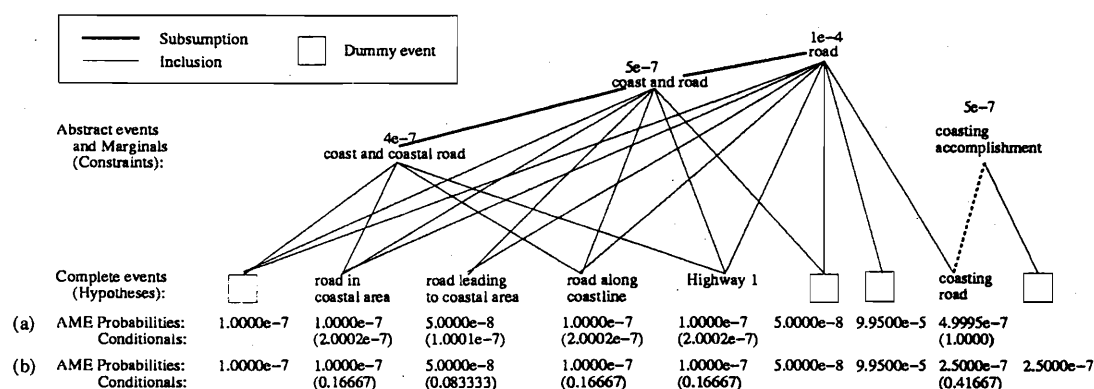 Subsumption
Inclusion
Dummy event
1e−4
road
5e−7
coast and road
5e−7
Abstract events
and Marginals
(Constraints):
4e−7
coast and coastal road
coasting
accomplishment
Complete events
(Hypotheses):
road in
coastal area
road leading
to coastal area
road along
coastline
Highway 1
coasting
road
(a) AME Probabilities: 1.0000e−7 1.0000e−7 5.0000e−8 1.0000e−7 1.0000e−7 5.0000e−8 9.9500e−5 4.9995e−7
Conditionals: (2.0002e−7) (1.0001e−7) (2.0002e−7) (2.0002e−7) (1.0000)
(b) AME Probabilities: 1.0000e−7 1.0000e−7 5.0000e−8 1.0000e−7 1.0000e−7 5.0000e−8 9.9500e−5 2.5000e−7 2.5000e−7
Conditionals: (0.16667) (0.083333) (0.16667) (0.16667) (0.41667)